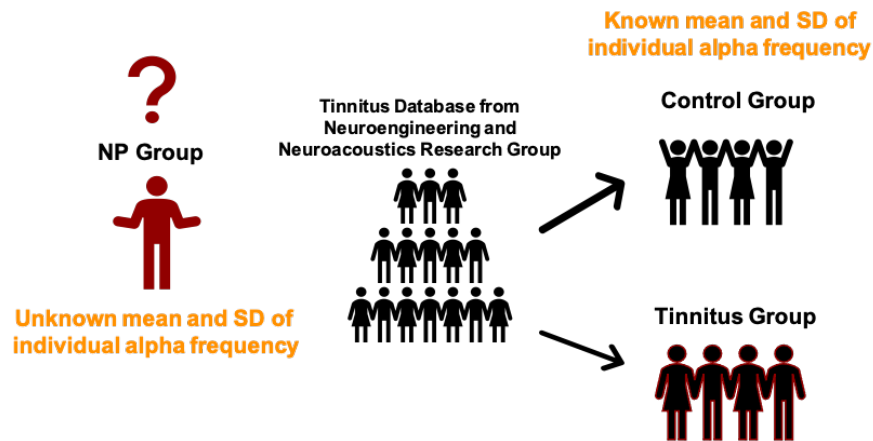 ?
NP Group
Unknown mean and SD of
individual alpha frequency
Tinnitus Database from
Neuroengineering and
Neuroacoustics Research Group
Known mean and SD of
individual alpha frequency
Control Group
Tinnitus Group